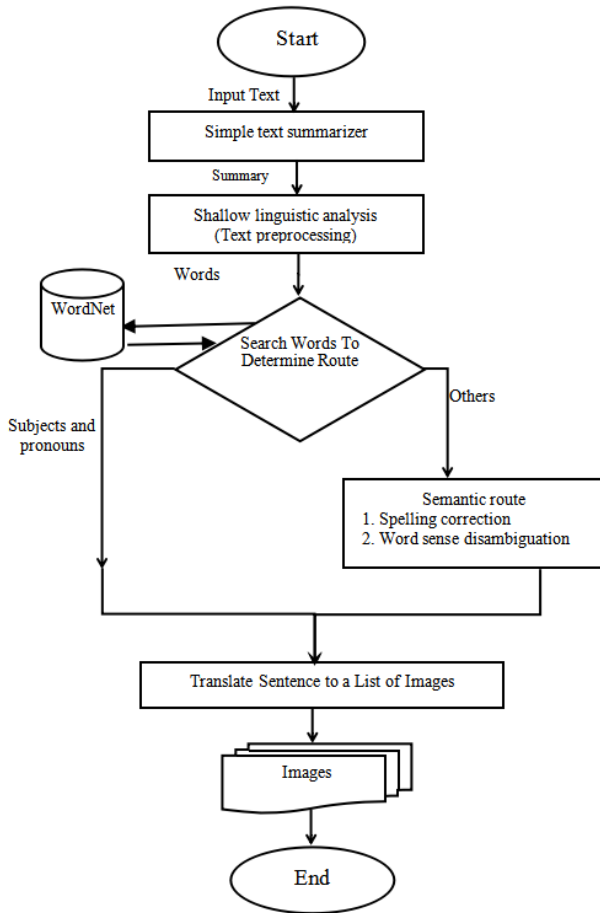 Start
Input Text
Simple text summarizer
Summary
Shallow linguistic analysis
(Text preprocessing)
Words
WordNet
Search Words To
Determine Route
Subjects and
pronouns
Others
Semantic route
1. Spelling correction
2. Word sense disambiguation
Translate Sentence to a List of Images
Images
End